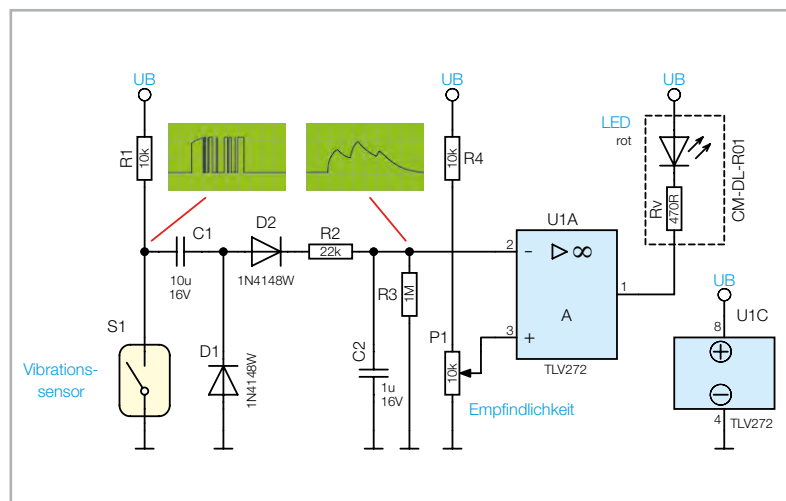 UB
UB
UB
LED
rot
R1
10k
R4
10k
CM-DL-R01
Rv
470R
C1
10u
16V
D2
1N4148W
R2
22k
U1A
2
-
∞
A
1
3
+
TLV272
R3
1M
UB
8
U1C
S1
Vibrations-
sensor
D1
1N4148W
C2
1u
16V
P1
10k
Empfindlichkeit
4
TLV272